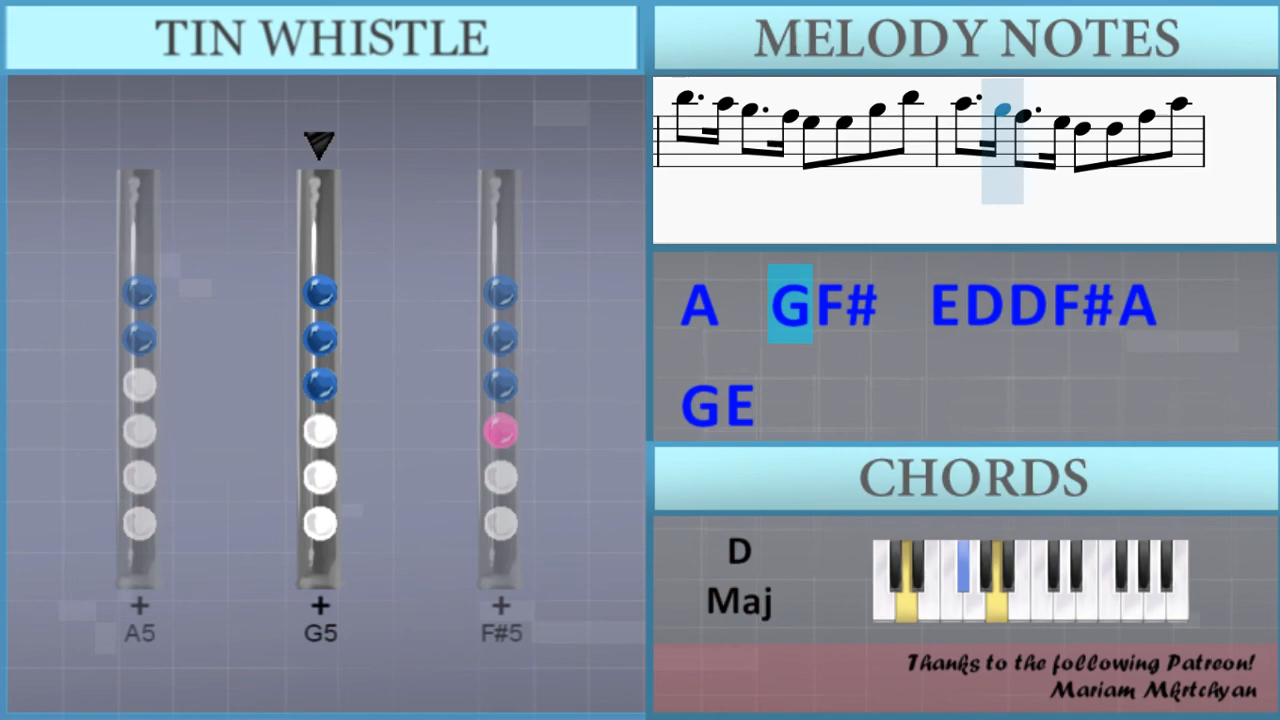 TIN WHISTLE
+
A5
+
G5
+
F#5
MELODY NOTES
A GF# EDDF#A
GE
CHORDS
D
Maj
Thanks to the following Patreon!
Mariam Mkrtchyan